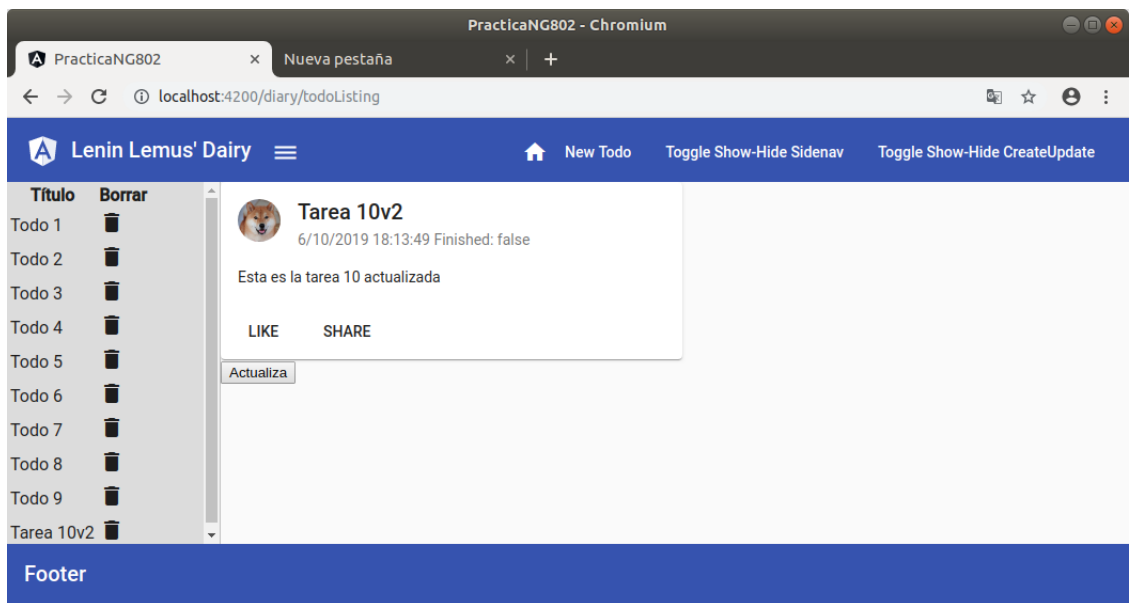 PracticaNG802 - Chromium
PracticaNG802 × Nueva pestaña × +
localhost:4200/diary/todoListing
Lenin Lemus' Dairy New Todo Toggle Show-Hide Sidenav Toggle Show-Hide CreateUpdate
Título Borrar
Todo 1
Todo 2
Todo 3
Todo 4
Todo 5
Todo 6
Todo 7
Todo 8
Todo 9
Tarea 10v2
Tarea 10v2
6/10/2019 18:13:49 Finished: false
Esta es la tarea 10 actualizada
LIKE SHARE
Actualiza
Footer